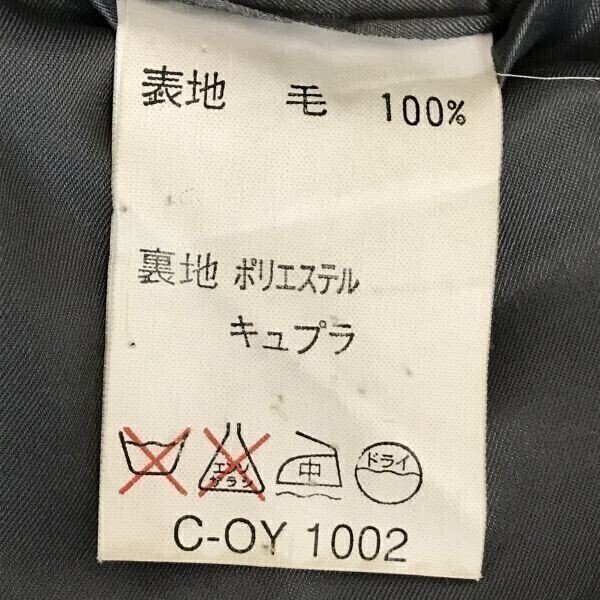 表地 毛 100%
裏地 ポリエステル
キュプラ
エンソ
サラシ
中
ドライ
C-OY 1002